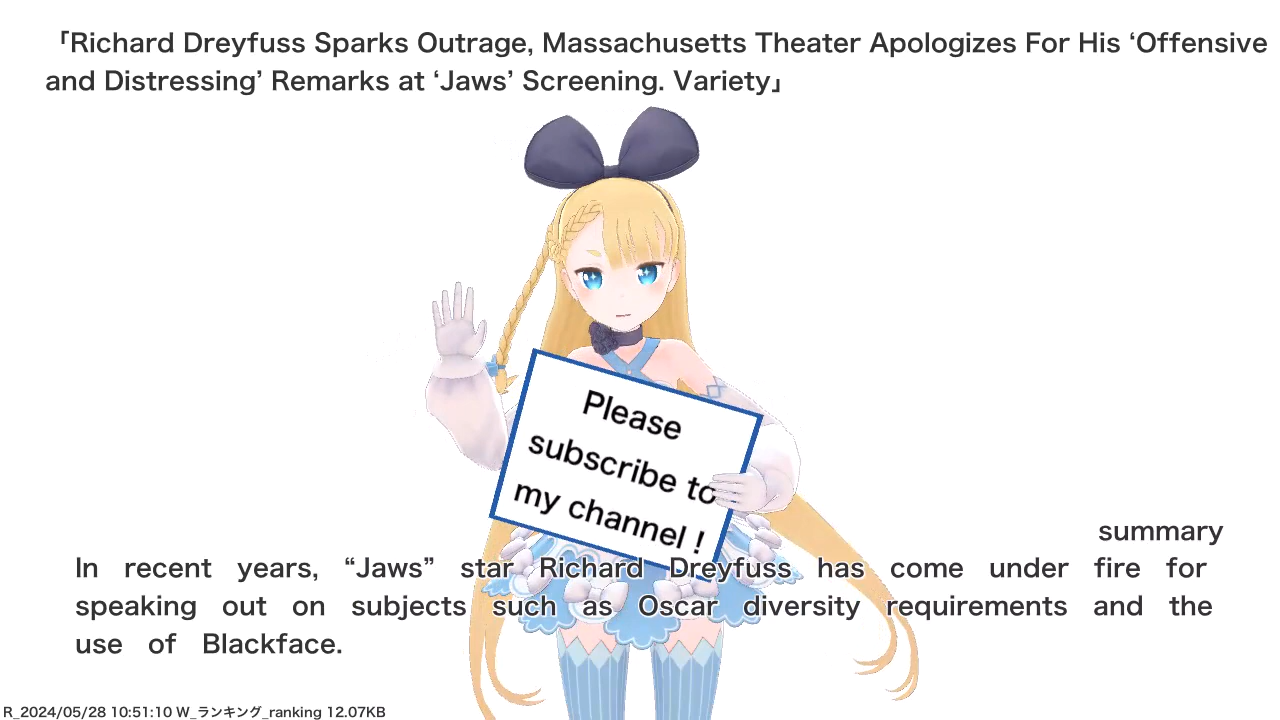 「Richard Dreyfuss Sparks Outrage, Massachusetts Theater Apologizes For His ‘Offensive
and Distressing’ Remarks at ‘Jaws’ Screening. Variety」
Please
subscribe to
my channel !
summary
In recent years, “Jaws” star Richard Dreyfuss has come under fire for
speaking out on subjects such as Oscar diversity requirements and the
use of Blackface.
R_2024/05/28 10:51:10 W_ランキング_ranking 12.07KB